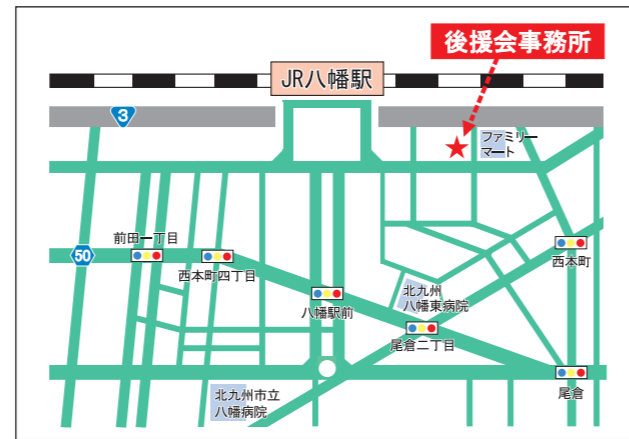 後援会事務所
JR八幡駅
3
ファミリー
マート
前田一丁目
50
西本町四丁目
西本町
北九州
八幡東病院
八幡駅前
尾倉二丁目
北九州市立
八幡病院
尾倉